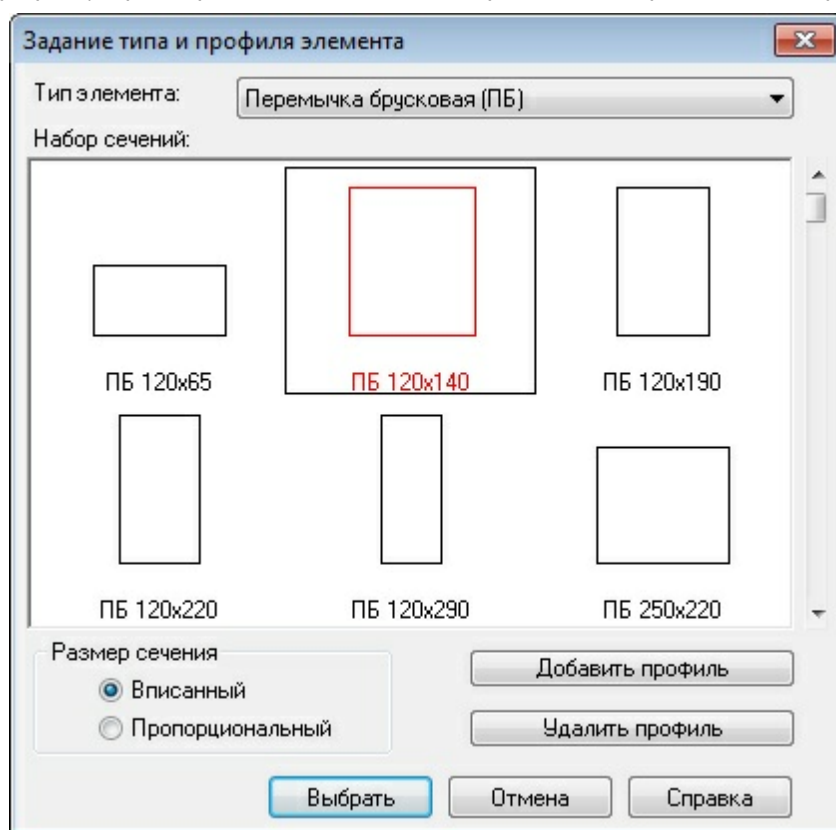 Задание типа и профиля элемента
Тип элемента: Перемычка брусковая (ПБ)
Набор сечений:
ПБ 120x65 ПБ 120x140 ПБ 120x190
ПБ 120x220 ПБ 120x290 ПБ 250x220
Размер сечения
Вписанный
Пропорциональный
Добавить профиль
Удалить профиль
Выбрать Отмена Справка